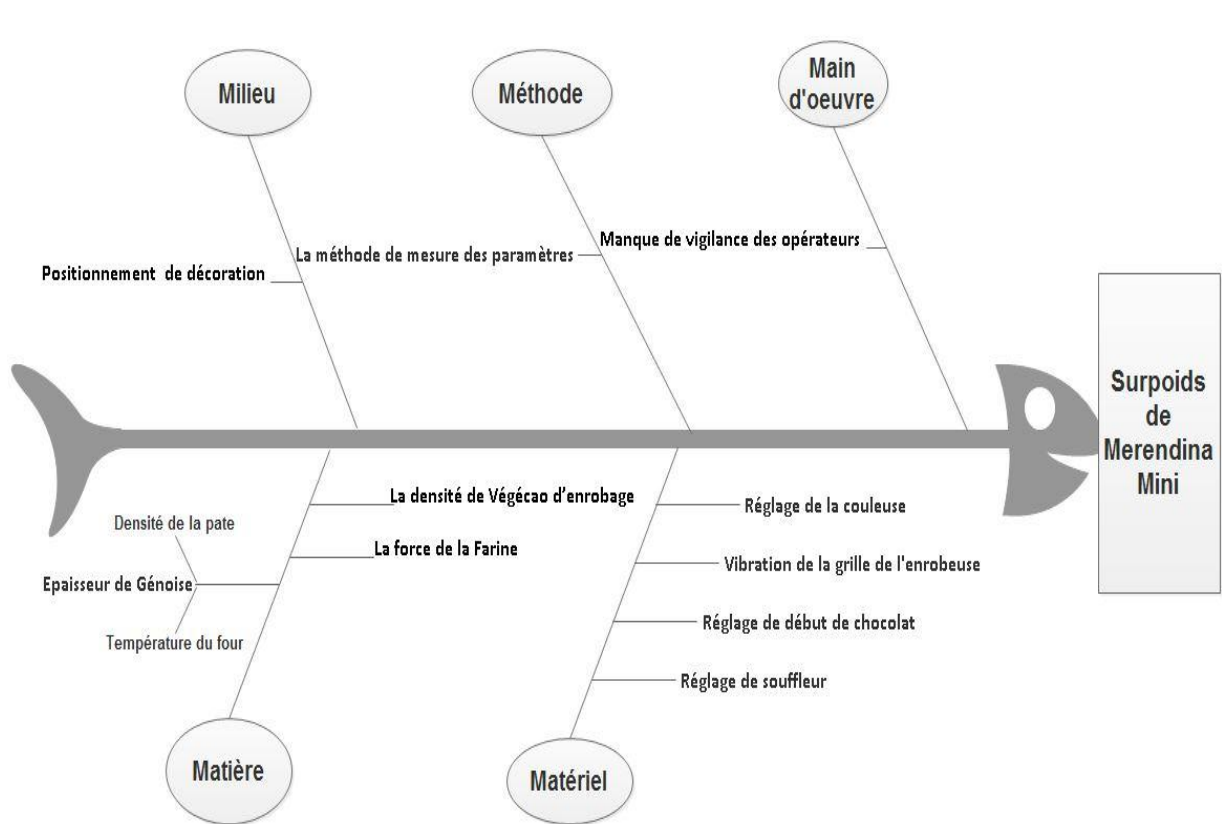 Milieu
Méthode
Main
d'oeuvre
Positionnement de décoration
La méthode de mesure des paramètres
Manque de vigilance des opérateurs
Surpoids
de
Merendina
Mini
La densité de Végécao d'enrobage
La force de la Farine
Densité de la pate
Epaisseur de Génoise
Température du four
Réglage de la couleuse
Vibration de la grille de l'enrobeuse
Réglage de début de chocolat
Réglage de souffleur
Matière
Matériel